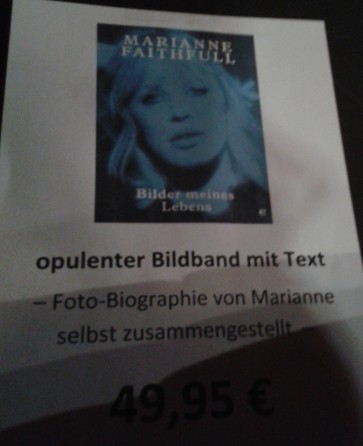 MARIANNE
FAITHFULL
Bilder meines
Lebens
e
opulenter Bildband mit Text
– Foto-Biographie von Marianne
selbst zusammengestellt –
49,95 €